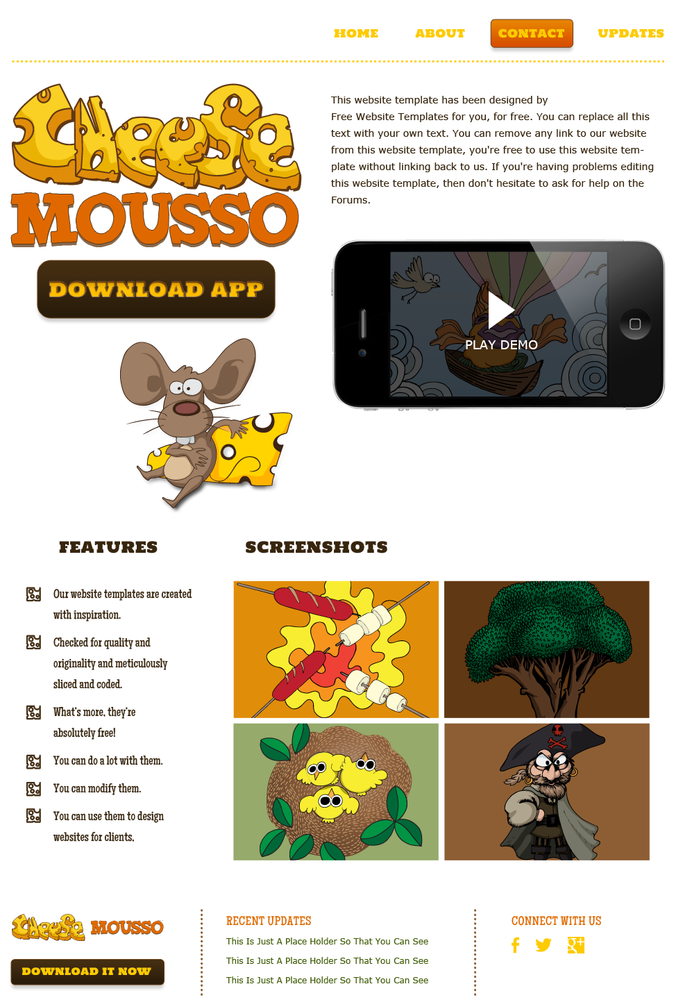 HOME ABOUT CONTACT UPDATES
Cheese
MOUSSO
DOWNLOAD APP
This website template has been designed by
Free Website Templates for you, for free. You can replace all this
text with your own text. You can remove any link to our website
from this website template, you're free to use this website tem-
plate without linking back to us. If you're having problems editing
this website template, then don't hesitate to ask for help on the
Forums.
PLAY DEMO
FEATURES
Our website templates are created
with inspiration.
Checked for quality and
originality and meticulously
sliced and coded.
What's more, they're
absolutely free!
You can do a lot with them.
You can modify them.
You can use them to design
websites for clients.
SCREENSHOTS
Cheese MOUSSO
DOWNLOAD IT NOW
RECENT UPDATES
This Is Just A Place Holder So That You Can See
This Is Just A Place Holder So That You Can See
This Is Just A Place Holder So That You Can See
CONNECT WITH US